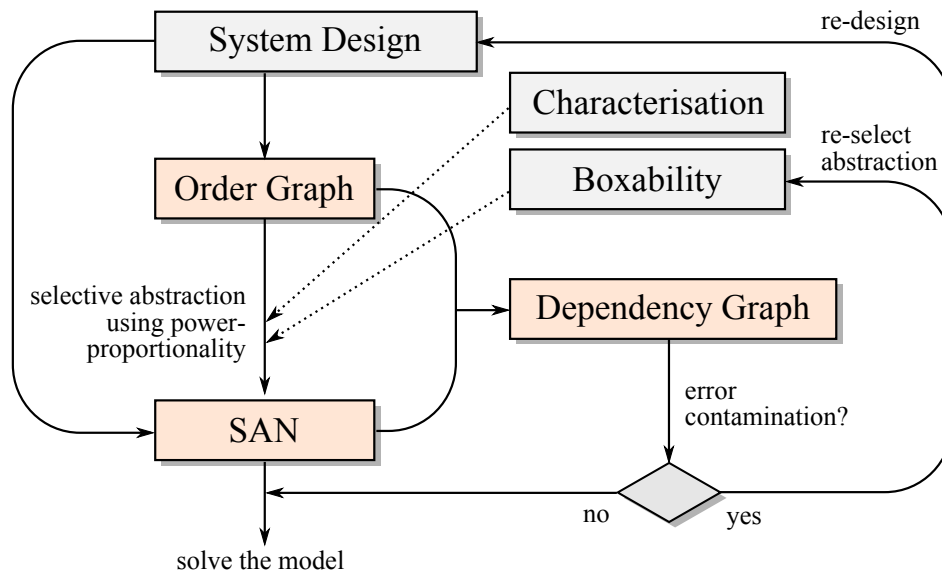 System Design
re-design
Characterisation
re-select
abstraction
Order Graph
Boxability
selective abstraction
using power-
proportionality
Dependency Graph
error
contamination?
SAN
no
yes
solve the model